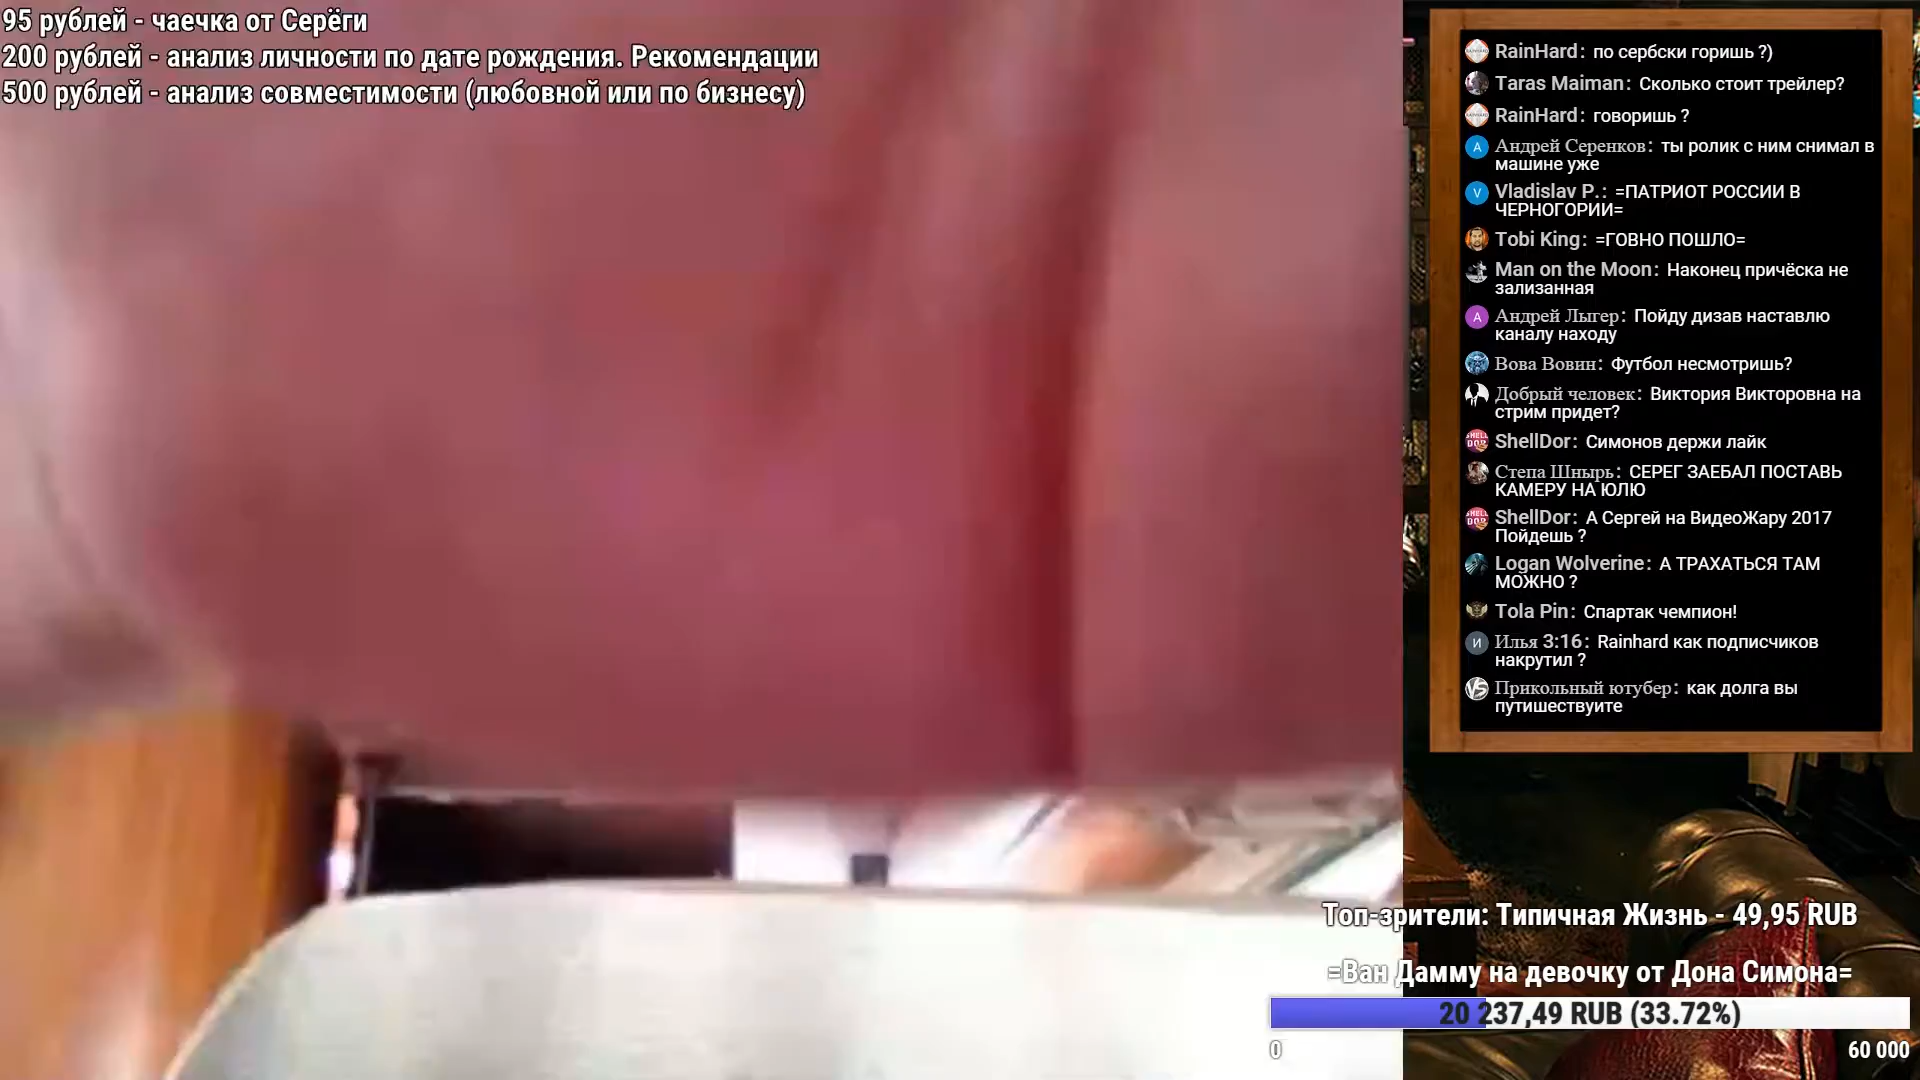 95 рублей - чаечка от Серёги
200 рублей - анализ личности по дате рождения. Рекомендации
500 рублей - анализ совместимости (любовной или по бизнесу)
RainHard: по сербски горишь ?)
Taras Maiman: Сколько стоит трейлер?
RainHard: говоришь ?
Андрей Серенков: ты ролик с ним снимал в
машине уже
Vladislav P.: =ПАТРИОТ РОССИИ В
ЧЕРНОГОРИИ=
Tobi King: =ГОВНО ПОШЛО=
Man on the Moon: Наконец причёска не
зализанная
Андрей Лыгер: Пойду дизав наставлю
каналу находу
Вова Вовин: Футбол несмотришь?
Добрый человек: Виктория Викторовна на
стрим придет?
ShellDor: Симонов держи лайк
Степа Шнырь: СЕРЕГ ЗАЕБАЛ ПОСТАВЬ
КАМЕРУ НА ЮЛЮ
ShellDor: А Сергей на ВидеоЖару 2017
Пойдешь ?
Logan Wolverine: А ТРАХАТЬСЯ ТАМ
МОЖНО ?
Tola Pin: Спартак чемпион!
Илья 3:16: Rainhard как подписчиков
накрутил ?
Прикольный ютубер: как долга вы
путишествуите
Топ-зрители: Типичная Жизнь - 49,95 RUB
=Ван Дамму на девочку от Дона Симона=
20 237,49 RUB (33.72%)
0 60 000